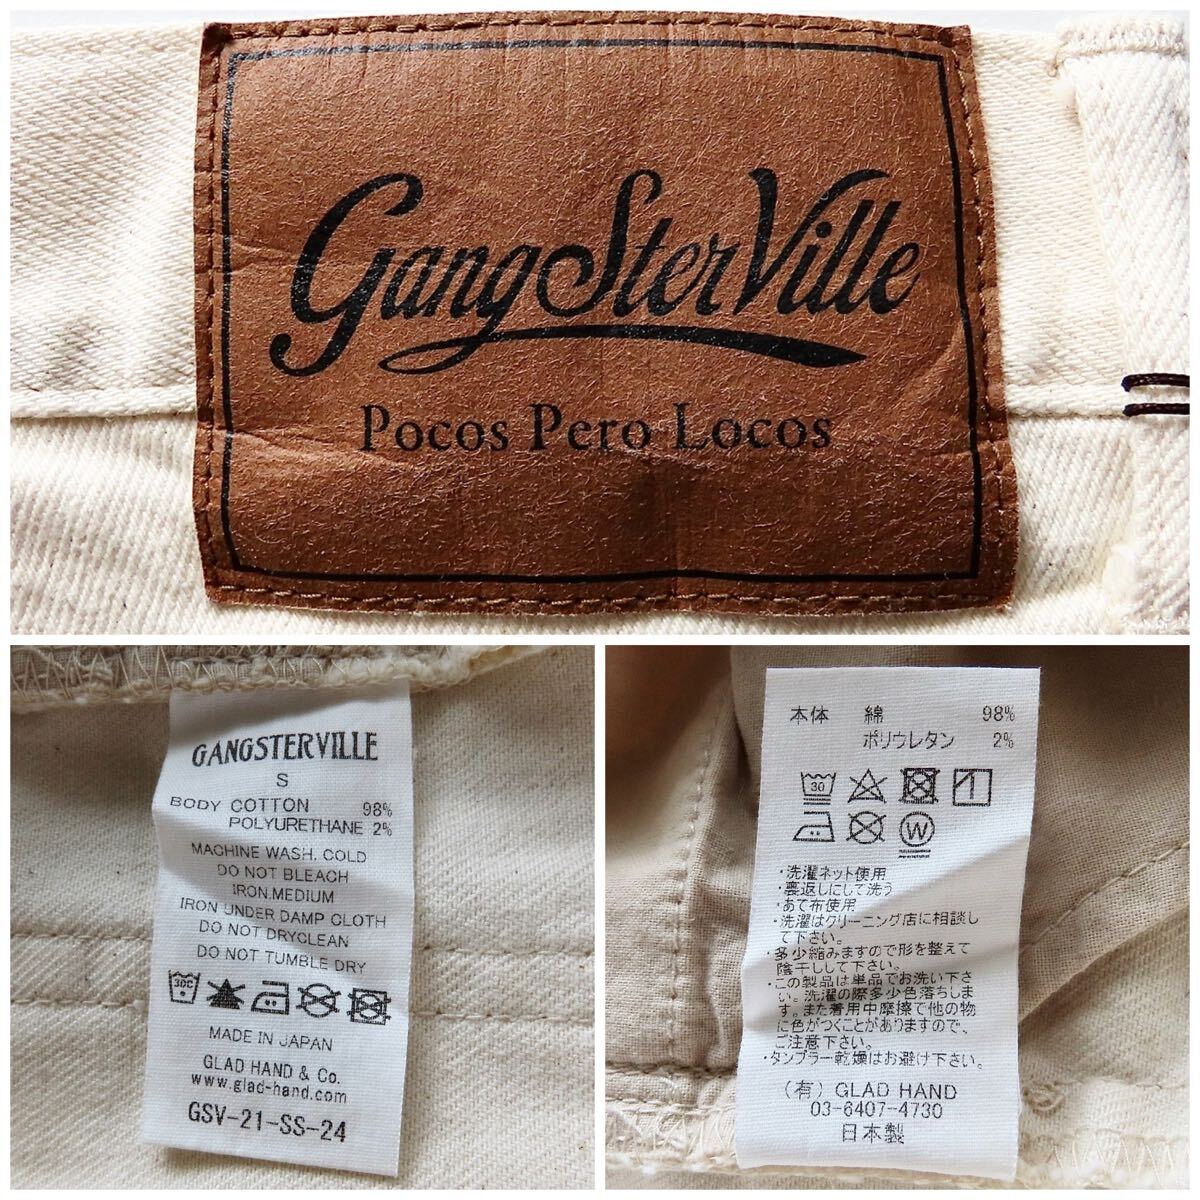 GangSterVille
Pocos Pero Locos
GANGSTERVILLE
S
BODY COTTON 98%
POLYURETHANE 2%
MACHINE WASH. COLD
DO NOT BLEACH
IRON.MEDIUM
IRON UNDER DAMP CLOTH
DO NOT DRYCLEAN
DO NOT TUMBLE DRY
30C
MADE IN JAPAN
GLAD HAND & Co.
www.glad-hand.com
GSV-21-SS-24
本体 綿 98%
ポリウレタン 2%
30
W
・洗濯ネット使用
・裏返しにして洗う
・あて布使用
・洗濯はクリーニング店に相談し
て下さい。
・多少縮みますので形を整えて
陰干しして下さい。
・この製品は単品でお洗い下さ
い。洗濯の際多少色落ちしま
す。また着用中摩擦で他の物
に色がつくことがありますので、
ご注意下さい。
・タンブラー乾燥はお避け下さい。
(有) GLAD HAND
03-6407-4730
日本製